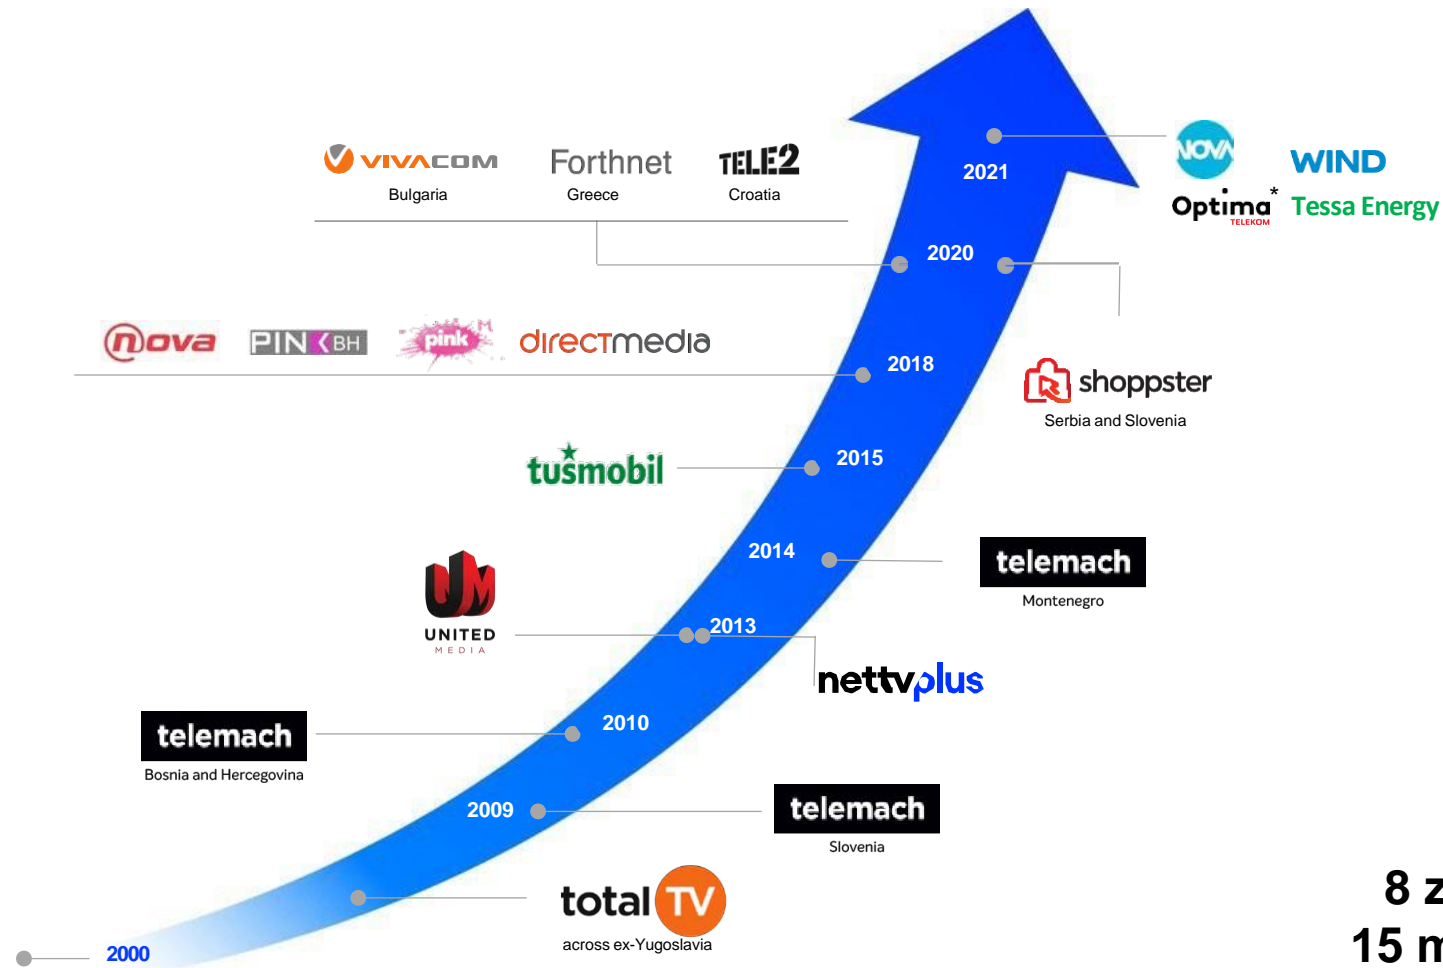 VIVACOM
Bulgaria
Forthnet
Greece
TELE2
Croatia
2021
NOVA
WIND
Optima*
TELEKOM
Tessa Energy
2020
nova
PINK BH
pink M
directmedia
2018
shoppster
Serbia and Slovenia
tušmobil
2015
2014
telemach
Montenegro
UNITED
MEDIA
2013
nettvplus
telemach
Bosnia and Hercegovina
2010
2009
telemach
Slovenia
total TV
across ex-Yugoslavia
2000
8 z
15 m